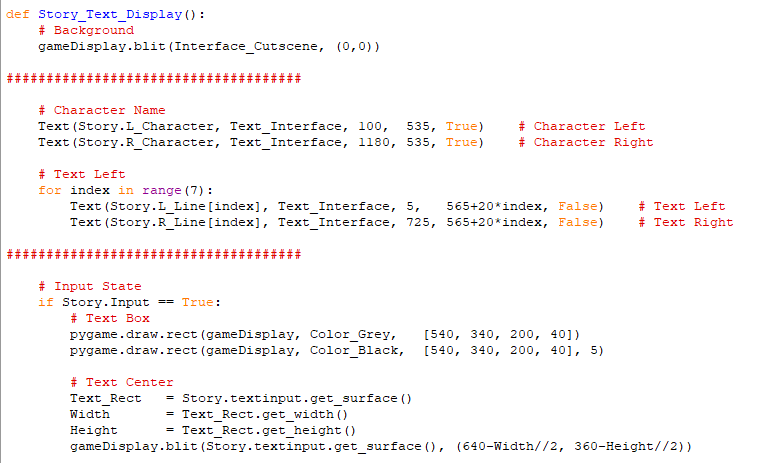 def Story_Text_Display():
    # Background
    gameDisplay.blit(Interface_Cutscene, (0,0))

#####################################

    # Character Name
    Text(Story.L_Character, Text_Interface, 100,  535, True)    # Character Left
    Text(Story.R_Character, Text_Interface, 1180, 535, True)    # Character Right

    # Text Left
    for index in range(7):
        Text(Story.L_Line[index], Text_Interface, 5,   565+20*index, False)    # Text Left
        Text(Story.R_Line[index], Text_Interface, 725, 565+20*index, False)    # Text Right

#####################################

    # Input State
    if Story.Input == True:
        # Text Box
        pygame.draw.rect(gameDisplay, Color_Grey,   [540, 340, 200, 40])
        pygame.draw.rect(gameDisplay, Color_Black,  [540, 340, 200, 40], 5)

        # Text Center
        Text_Rect   = Story.textinput.get_surface()
        Width       = Text_Rect.get_width()
        Height      = Text_Rect.get_height()
        gameDisplay.blit(Story.textinput.get_surface(), (640-Width//2, 360-Height//2))